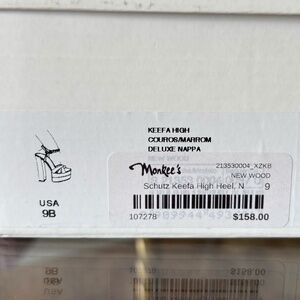 KEEFA HIGH
COUROS/MARROM
DELUXE NAPPA
NEW WOOD
Monkee's
213530004_XZKB
NEW WOOD
Schutz Keefa High Heel, N 9
USA
9B
107278
$158.00